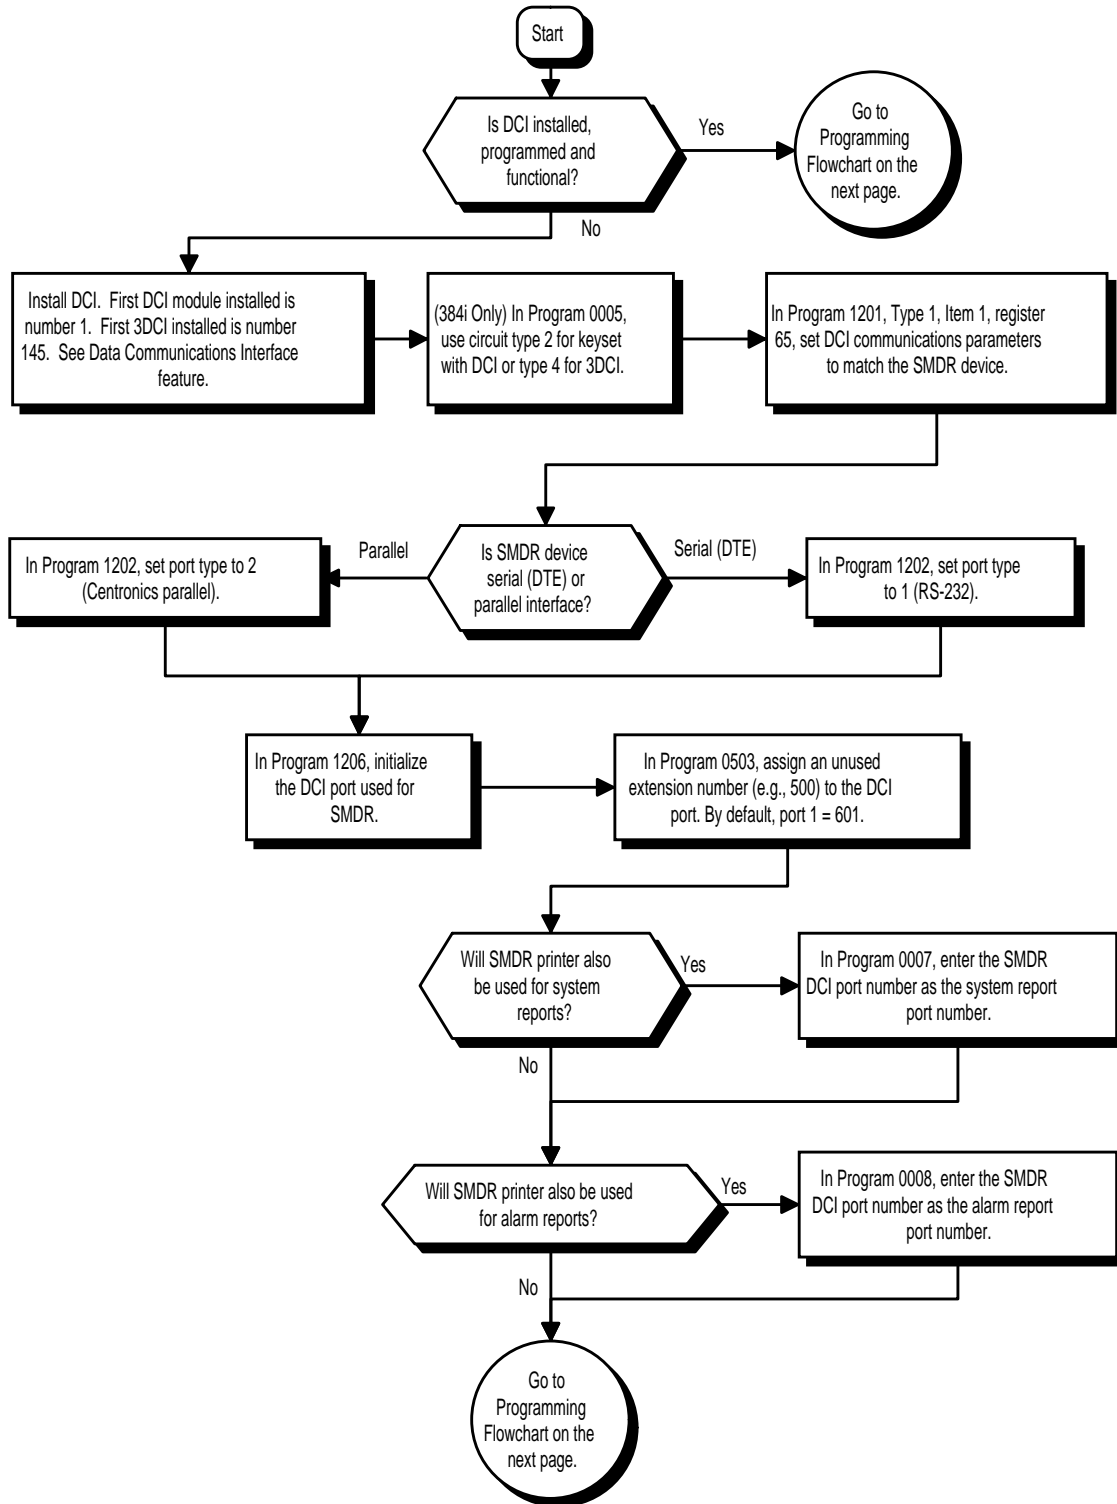 Start
Is DCI installed,
programmed and
functional?
Yes
Go to
Programming
Flowchart on the
next page.
No
Install DCI.  First DCI module installed is
number 1.  First 3DCI installed is number
145.  See Data Communications Interface
feature.
(384i Only) In Program 0005,
use circuit type 2 for keyset
with DCI or type 4 for 3DCI.
In Program 1201, Type 1, Item 1, register
65, set DCI communications parameters
to match the SMDR device.
In Program 1202, set port type to 2
(Centronics parallel).
Parallel
Is SMDR device
serial (DTE) or
parallel interface?
Serial (DTE)
In Program 1202, set port type
to 1 (RS-232).
In Program 1206, initialize
the DCI port used for
SMDR.
In Program 0503, assign an unused
extension number (e.g., 500) to the DCI
port. By default, port 1 = 601.
Will SMDR printer also
be used for system
reports?
Yes
In Program 0007, enter the SMDR
DCI port number as the system report
port number.
No
Will SMDR printer also be used
for alarm reports?
Yes
In Program 0008, enter the SMDR
DCI port number as the alarm report
port number.
No
Go to
Programming
Flowchart on the
next page.